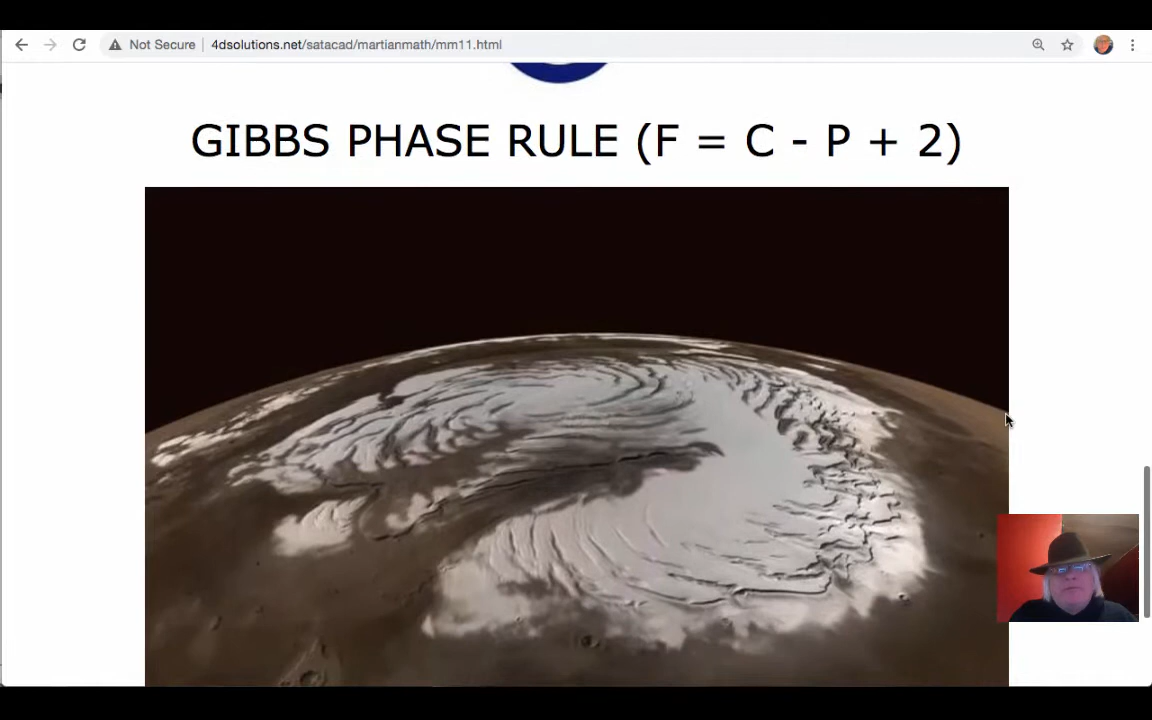 Not Secure 4dsolutions.net/satacad/martianmath/mm11.html
GIBBS PHASE RULE (F = C - P + 2)